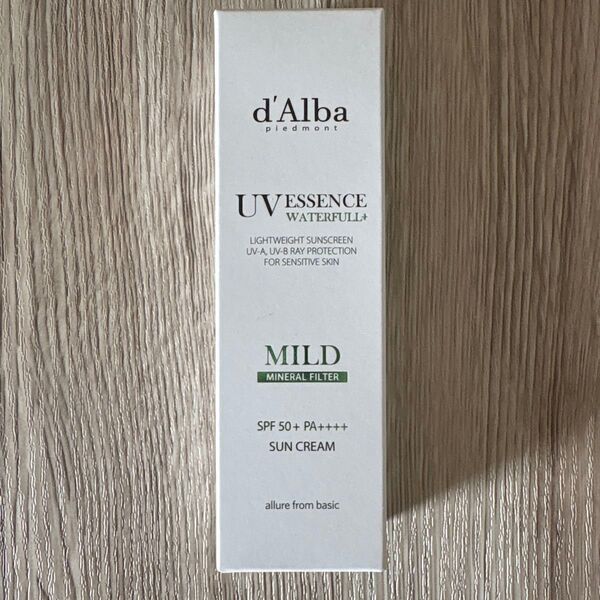 d'Alba
piedmont
UV ESSENCE
WATERFULL+
LIGHTWEIGHT SUNSCREEN
UV-A, UV-B RAY PROTECTION
FOR SENSITIVE SKIN
MILD
MINERAL FILTER
SPF 50+ PA++++
SUN CREAM
allure from basic